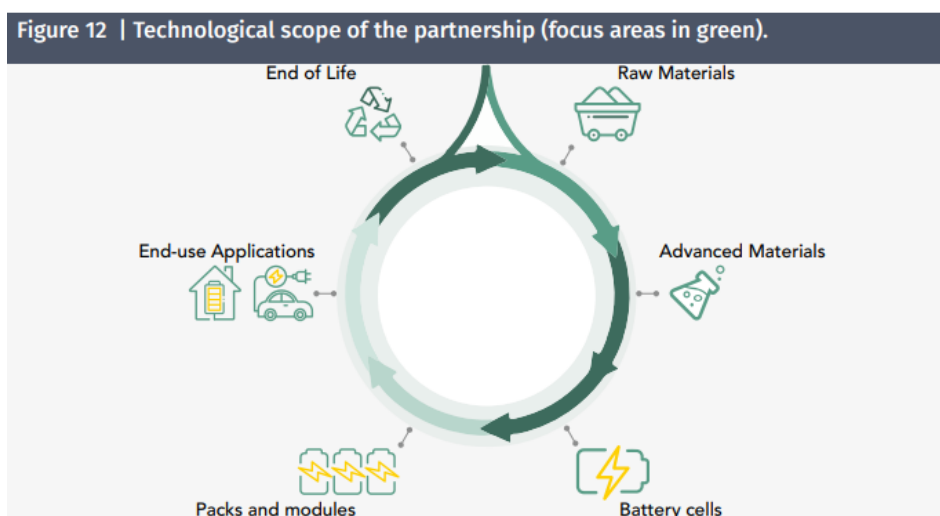 Figure 12 | Technological scope of the partnership (focus areas in green).
End of Life
Raw Materials
End-use Applications
Advanced Materials
Packs and modules
Battery cells